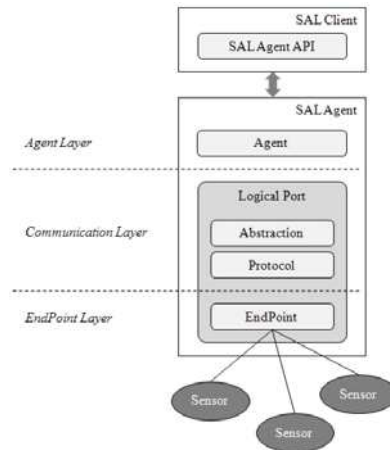 SAL Client
SAL Agent API
SAL Agent
Agent Layer
Agent
Logical Port
Communication Layer
Abstraction
Protocol
EndPoint Layer
EndPoint
Sensor
Sensor
Sensor